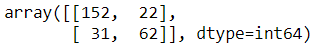 array([[152,  22],
       [ 31,  62]], dtype=int64)